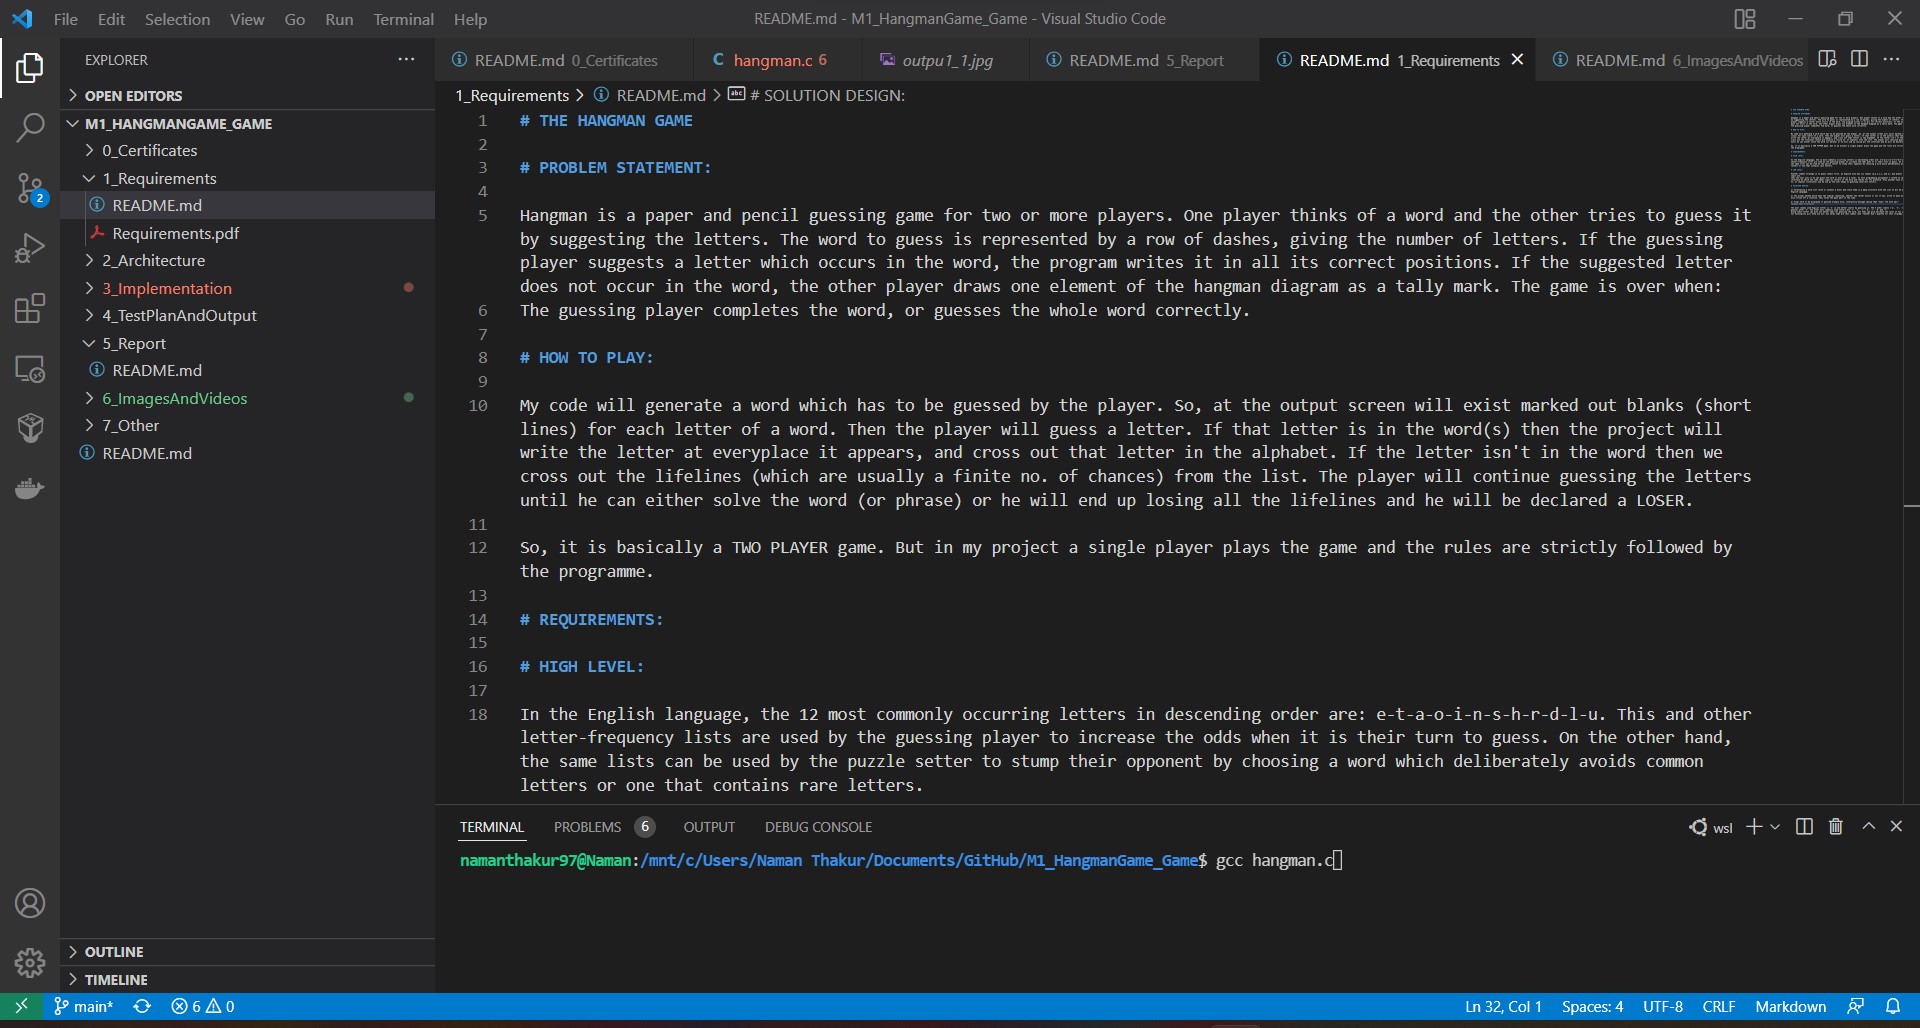 File Edit Selection View Go Run Terminal Help
README.md - M1_HangmanGame_Game - Visual Studio Code
EXPLORER
OPEN EDITORS
M1_HANGMANGAME_GAME
0_Certificates
1_Requirements
README.md
Requirements.pdf
2_Architecture
3_Implementation
4_TestPlanAndOutput
5_Report
README.md
6_ImagesAndVideos
7_Other
README.md
2
OUTLINE
TIMELINE
README.md 0_Certificates
C hangman.c 6
outpu1_1.jpg
README.md 5_Report
README.md 1_Requirements
README.md 6_ImagesAndVideos
1_Requirements > README.md > # SOLUTION DESIGN:
1 # THE HANGMAN GAME
2
3 # PROBLEM STATEMENT:
4
5 Hangman is a paper and pencil guessing game for two or more players. One player thinks of a word and the other tries to guess it
by suggesting the letters. The word to guess is represented by a row of dashes, giving the number of letters. If the guessing
player suggests a letter which occurs in the word, the program writes it in all its correct positions. If the suggested letter
does not occur in the word, the other player draws one element of the hangman diagram as a tally mark. The game is over when:
6 The guessing player completes the word, or guesses the whole word correctly.
7
8 # HOW TO PLAY:
9
10 My code will generate a word which has to be guessed by the player. So, at the output screen will exist marked out blanks (short
lines) for each letter of a word. Then the player will guess a letter. If that letter is in the word(s) then the project will
write the letter at everyplace it appears, and cross out that letter in the alphabet. If the letter isn't in the word then we
cross out the lifelines (which are usually a finite no. of chances) from the list. The player will continue guessing the letters
until he can either solve the word (or phrase) or he will end up losing all the lifelines and he will be declared a LOSER.
11
12 So, it is basically a TWO PLAYER game. But in my project a single player plays the game and the rules are strictly followed by
the programme.
13
14 # REQUIREMENTS:
15
16 # HIGH LEVEL:
17
18 In the English language, the 12 most commonly occurring letters in descending order are: e-t-a-o-i-n-s-h-r-d-l-u. This and other
letter-frequency lists are used by the guessing player to increase the odds when it is their turn to guess. On the other hand,
the same lists can be used by the puzzle setter to stump their opponent by choosing a word which deliberately avoids common
letters or one that contains rare letters.
TERMINAL PROBLEMS 6 OUTPUT DEBUG CONSOLE
wsl
namanthakur97@Naman:/mnt/c/Users/Naman Thakur/Documents/GitHub/M1_HangmanGame_Game$ gcc hangman.c
main* 6 0
Ln 32, Col 1 Spaces: 4 UTF-8 CRLF Markdown